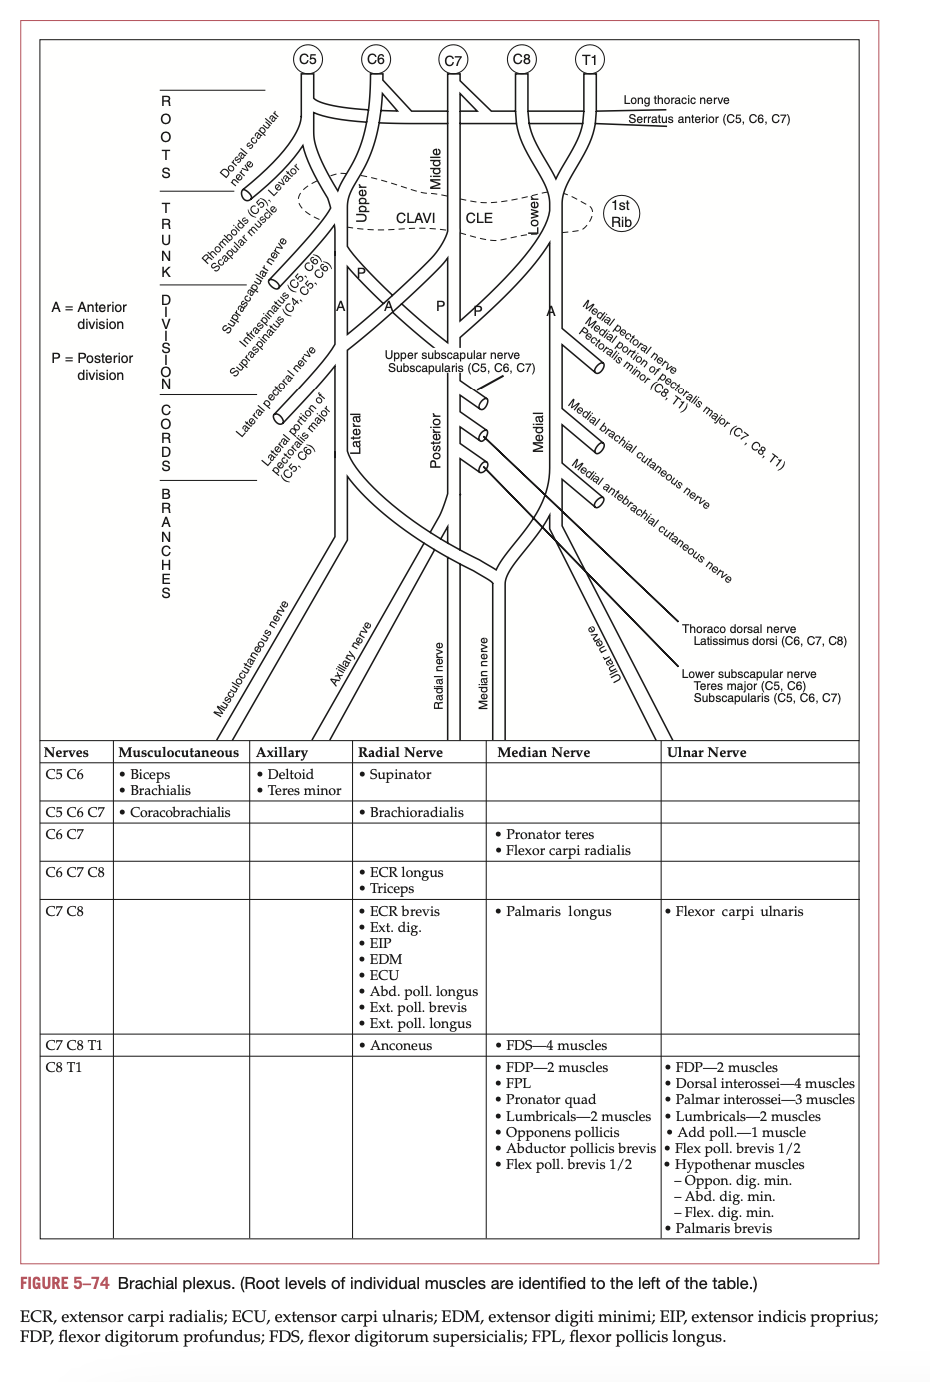 C5 C6 C7 C8 T1
ROOTS
Long thoracic nerve
Serratus anterior (C5, C6, C7)
Dorsal scapular
nerve
Rhomboids (C5), Levator
Scapular muscle
Middle
TRUNK
Upper
CLAVI CLE
Lower
1st
Rib
Suprascapular nerve
Infraspinatus (C5, C6)
Supraspinatus (C4, C5, C6)
P
A = Anterior
division
P = Posterior
division
DIVISION
A A P P A
Medial pectoral nerve
Medial portion of pectoralis major (C7, C8, T1)
Pectoralis minor (C8, T1)
Upper subscapular nerve
Subscapularis (C5, C6, C7)
Lateral pectoral nerve
Lateral portion of
pectoralis major
(C5, C6)
CORDS
Lateral
Posterior
Medial
Medial brachial cutaneous nerve
Medial antebrachial cutaneous nerve
BRANCHES
Musculocutaneous nerve
Axillary nerve
Radial nerve
Median nerve
Ulnar nerve
Thoraco dorsal nerve
Latissimus dorsi (C6, C7, C8)
Lower subscapular nerve
Teres major (C5, C6)
Subscapularis (C5, C6, C7)
Nerves Musculocutaneous Axillary Radial Nerve Median Nerve Ulnar Nerve
C5 C6 • Biceps • Deltoid • Supinator
• Brachialis • Teres minor
C5 C6 C7 • Coracobrachialis • Brachioradialis
C6 C7 • Pronator teres
• Flexor carpi radialis
C6 C7 C8 • ECR longus
• Triceps
C7 C8 • ECR brevis • Palmaris longus • Flexor carpi ulnaris
• Ext. dig.
• EIP
• EDM
• ECU
• Abd. poll. longus
• Ext. poll. brevis
• Ext. poll. longus
C7 C8 T1 • Anconeus • FDS—4 muscles
C8 T1 • FDP—2 muscles • FDP—2 muscles
• FPL • Dorsal interossei—4 muscles
• Pronator quad • Palmar interossei—3 muscles
• Lumbricals—2 muscles • Lumbricals—2 muscles
• Opponens pollicis • Add poll.—1 muscle
• Abductor pollicis brevis • Flex poll. brevis 1/2
• Flex poll. brevis 1/2 • Hypothenar muscles
– Oppon. dig. min.
– Abd. dig. min.
– Flex. dig. min.
• Palmaris brevis
FIGURE 5–74 Brachial plexus. (Root levels of individual muscles are identified to the left of the table.)
ECR, extensor carpi radialis; ECU, extensor carpi ulnaris; EDM, extensor digiti minimi; EIP, extensor indicis proprius;
FDP, flexor digitorum profundus; FDS, flexor digitorum supersicialis; FPL, flexor pollicis longus.